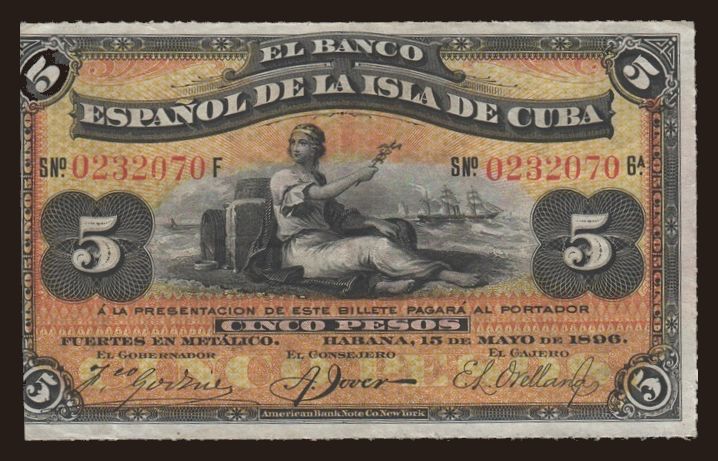 5 EL BANCO 5
ESPAÑOL DE LA ISLA DE CUBA
SNº 0232070 F SNº 0232070 6A.
5 5
Á LA PRESENTACION DE ESTE BILLETE PAGARÁ AL PORTADOR
CINCO PESOS
FUERTES EN METÁLICO. HABANA, 15 DE MAYO DE 1896.
EL GOBERNADOR EL CONSEJERO EL CAJERO
5 5
American Bank Note Co New York